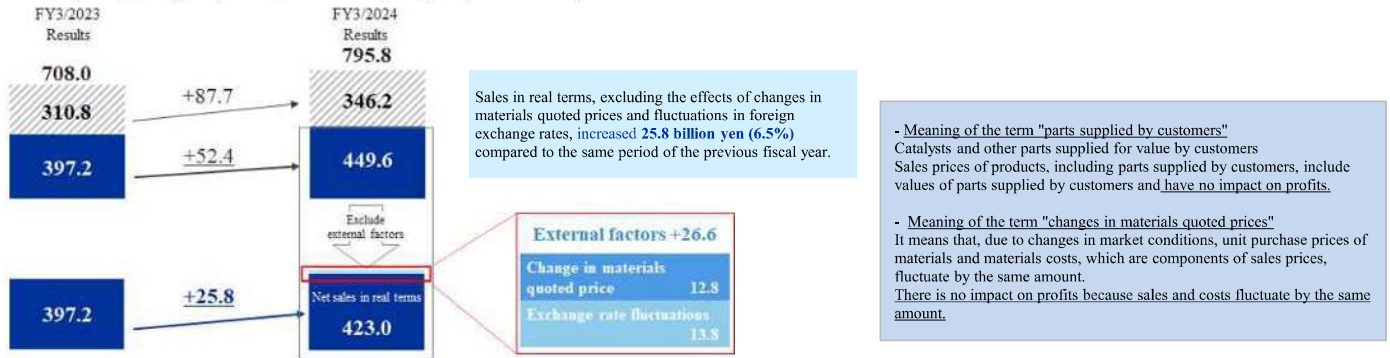 FY3/2023
Results
708.0
310.8
397.2
+87.7
+52.4
FY3/2024
Results
795.8
346.2
449.6
Exclude
external factors
397.2
+25.8
Net sales in real terms
423.0
Sales in real terms, excluding the effects of changes in
materials quoted prices and fluctuations in foreign
exchange rates, increased 25.8 billion yen (6.5%)
compared to the same period of the previous fiscal year.
External factors +26.6
Change in materials
quoted price 12.8
Exchange rate fluctuations
13.8
- Meaning of the term "parts supplied by customers"
Catalysts and other parts supplied for value by customers
Sales prices of products, including parts supplied by customers, include
values of parts supplied by customers and have no impact on profits.
- Meaning of the term "changes in materials quoted prices"
It means that, due to changes in market conditions, unit purchase prices of
materials and materials costs, which are components of sales prices,
fluctuate by the same amount.
There is no impact on profits because sales and costs fluctuate by the same
amount.